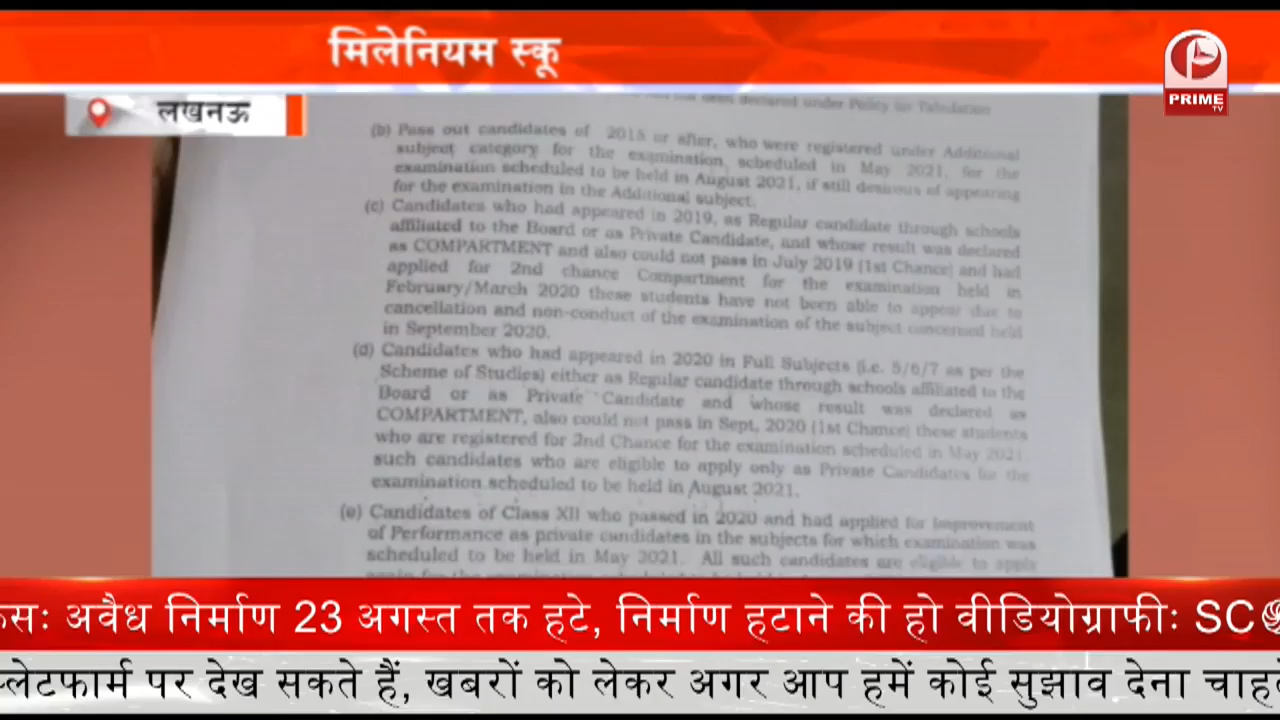 मिलेनियम स्कू
PRIME
TV
लखनऊ
declared under Policy for Tabulation
(b) Pass out candidates of 2018 or after, who were registered under Additional
subject category for the examination scheduled in May 2021, for the
examination scheduled to be held in August 2021, if still desirous of appearing
for the examination in the Additional subject.
(c) Candidates who had appeared in 2019, as Regular candidate through schools
affiliated to the Board or as Private Candidate, and whose result was declared
as COMPARTMENT and also could not pass in July 2019 (1st Chance) and had
applied for 2nd chance Compartment for the examination held in
February/March 2020 these students have not been able to appear due to
cancellation and non-conduct of the examination of the subject concerned held
in September 2020.
(d) Candidates who had appeared in 2020 in Full Subjects (i.e. 5/6/7 as per the
Scheme of Studies) either as Regular candidate through schools affiliated to the
Board or as Private Candidate and whose result was declared as
COMPARTMENT, also could not pass in Sept, 2020 (1st Chance) these students
who are registered for 2nd Chance for the examination scheduled in May 2021,
such candidates who are eligible to apply only as Private Candidates for the
examination scheduled to be held in August 2021.
(e) Candidates of Class XII who passed in 2020 and had applied for Improvement
of Performance as private candidates in the subjects for which examination was
scheduled to be held in May 2021. All such candidates are eligible to apply
again for the examination
सः अवैध निर्माण 23 अगस्त तक हटे, निर्माण हटाने की हो वीडियोग्राफीः SC
प्लेटफार्म पर देख सकते हैं, खबरों को लेकर अगर आप हमें कोई सुझाव देना चाहते